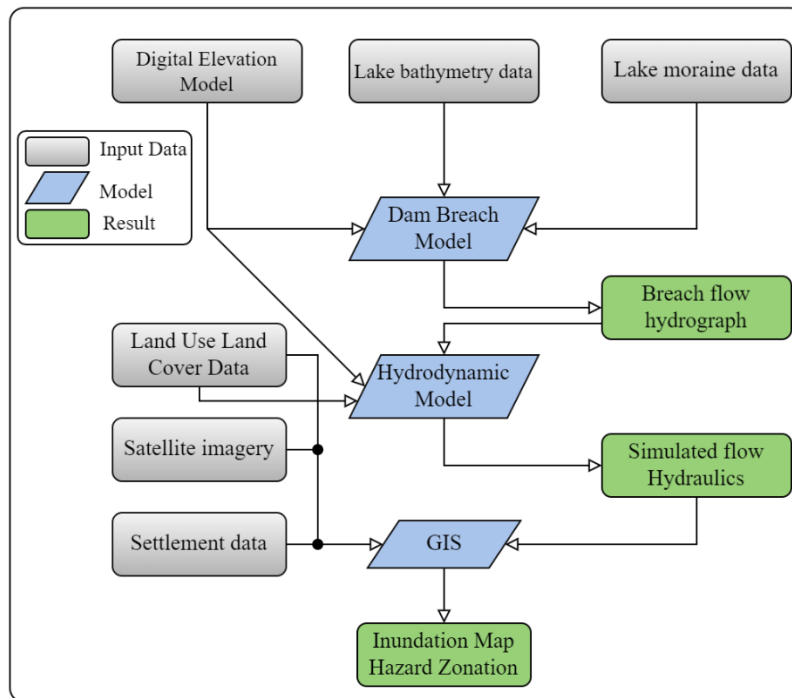 Digital Elevation
Model
Lake bathymetry data
Lake moraine data
Input Data
Model
Result
Dam Breach
Model
Breach flow
hydrograph
Land Use Land
Cover Data
Hydrodynamic
Model
Satellite imagery
Simulated flow
Hydraulics
Settlement data
GIS
Inundation Map
Hazard Zonation